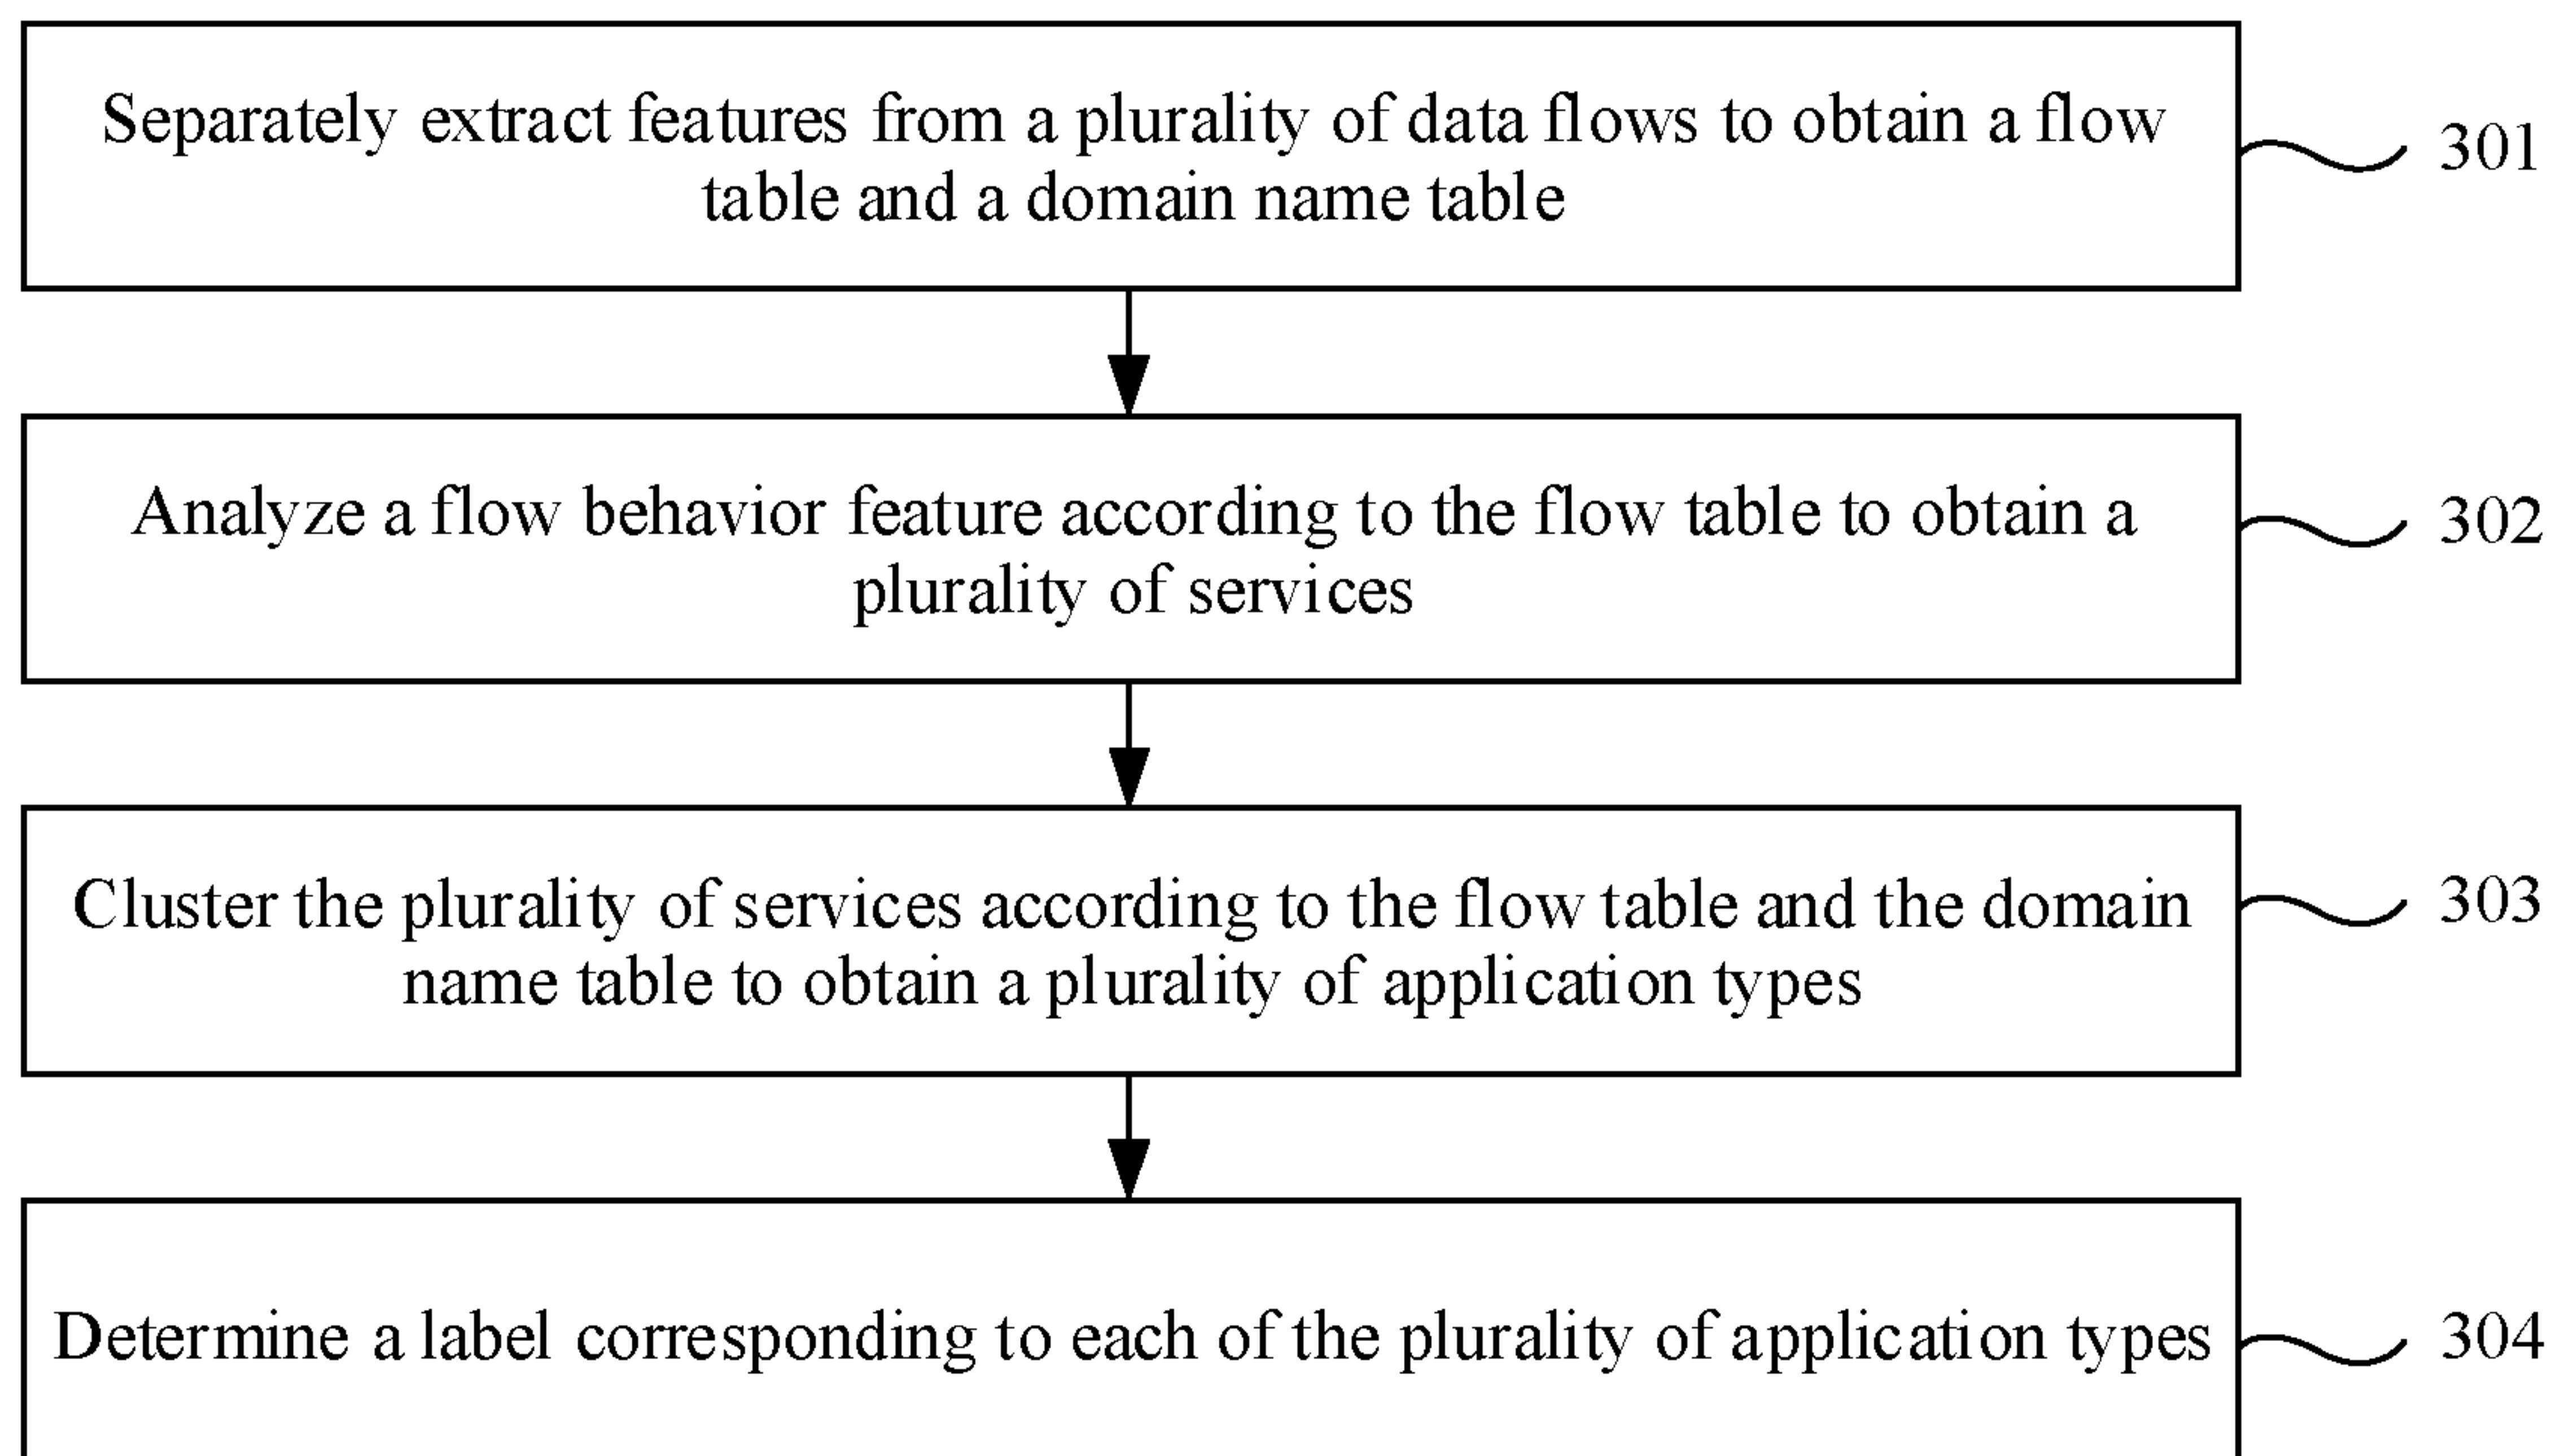 Separately extract features from a plurality of data flows to obtain a flow
table and a domain name table
301
Analyze a flow behavior feature according to the flow table to obtain a
plurality of services
302
Cluster the plurality of services according to the flow table and the domain
name table to obtain a plurality of application types
303
Determine a label corresponding to each of the plurality of application types
304